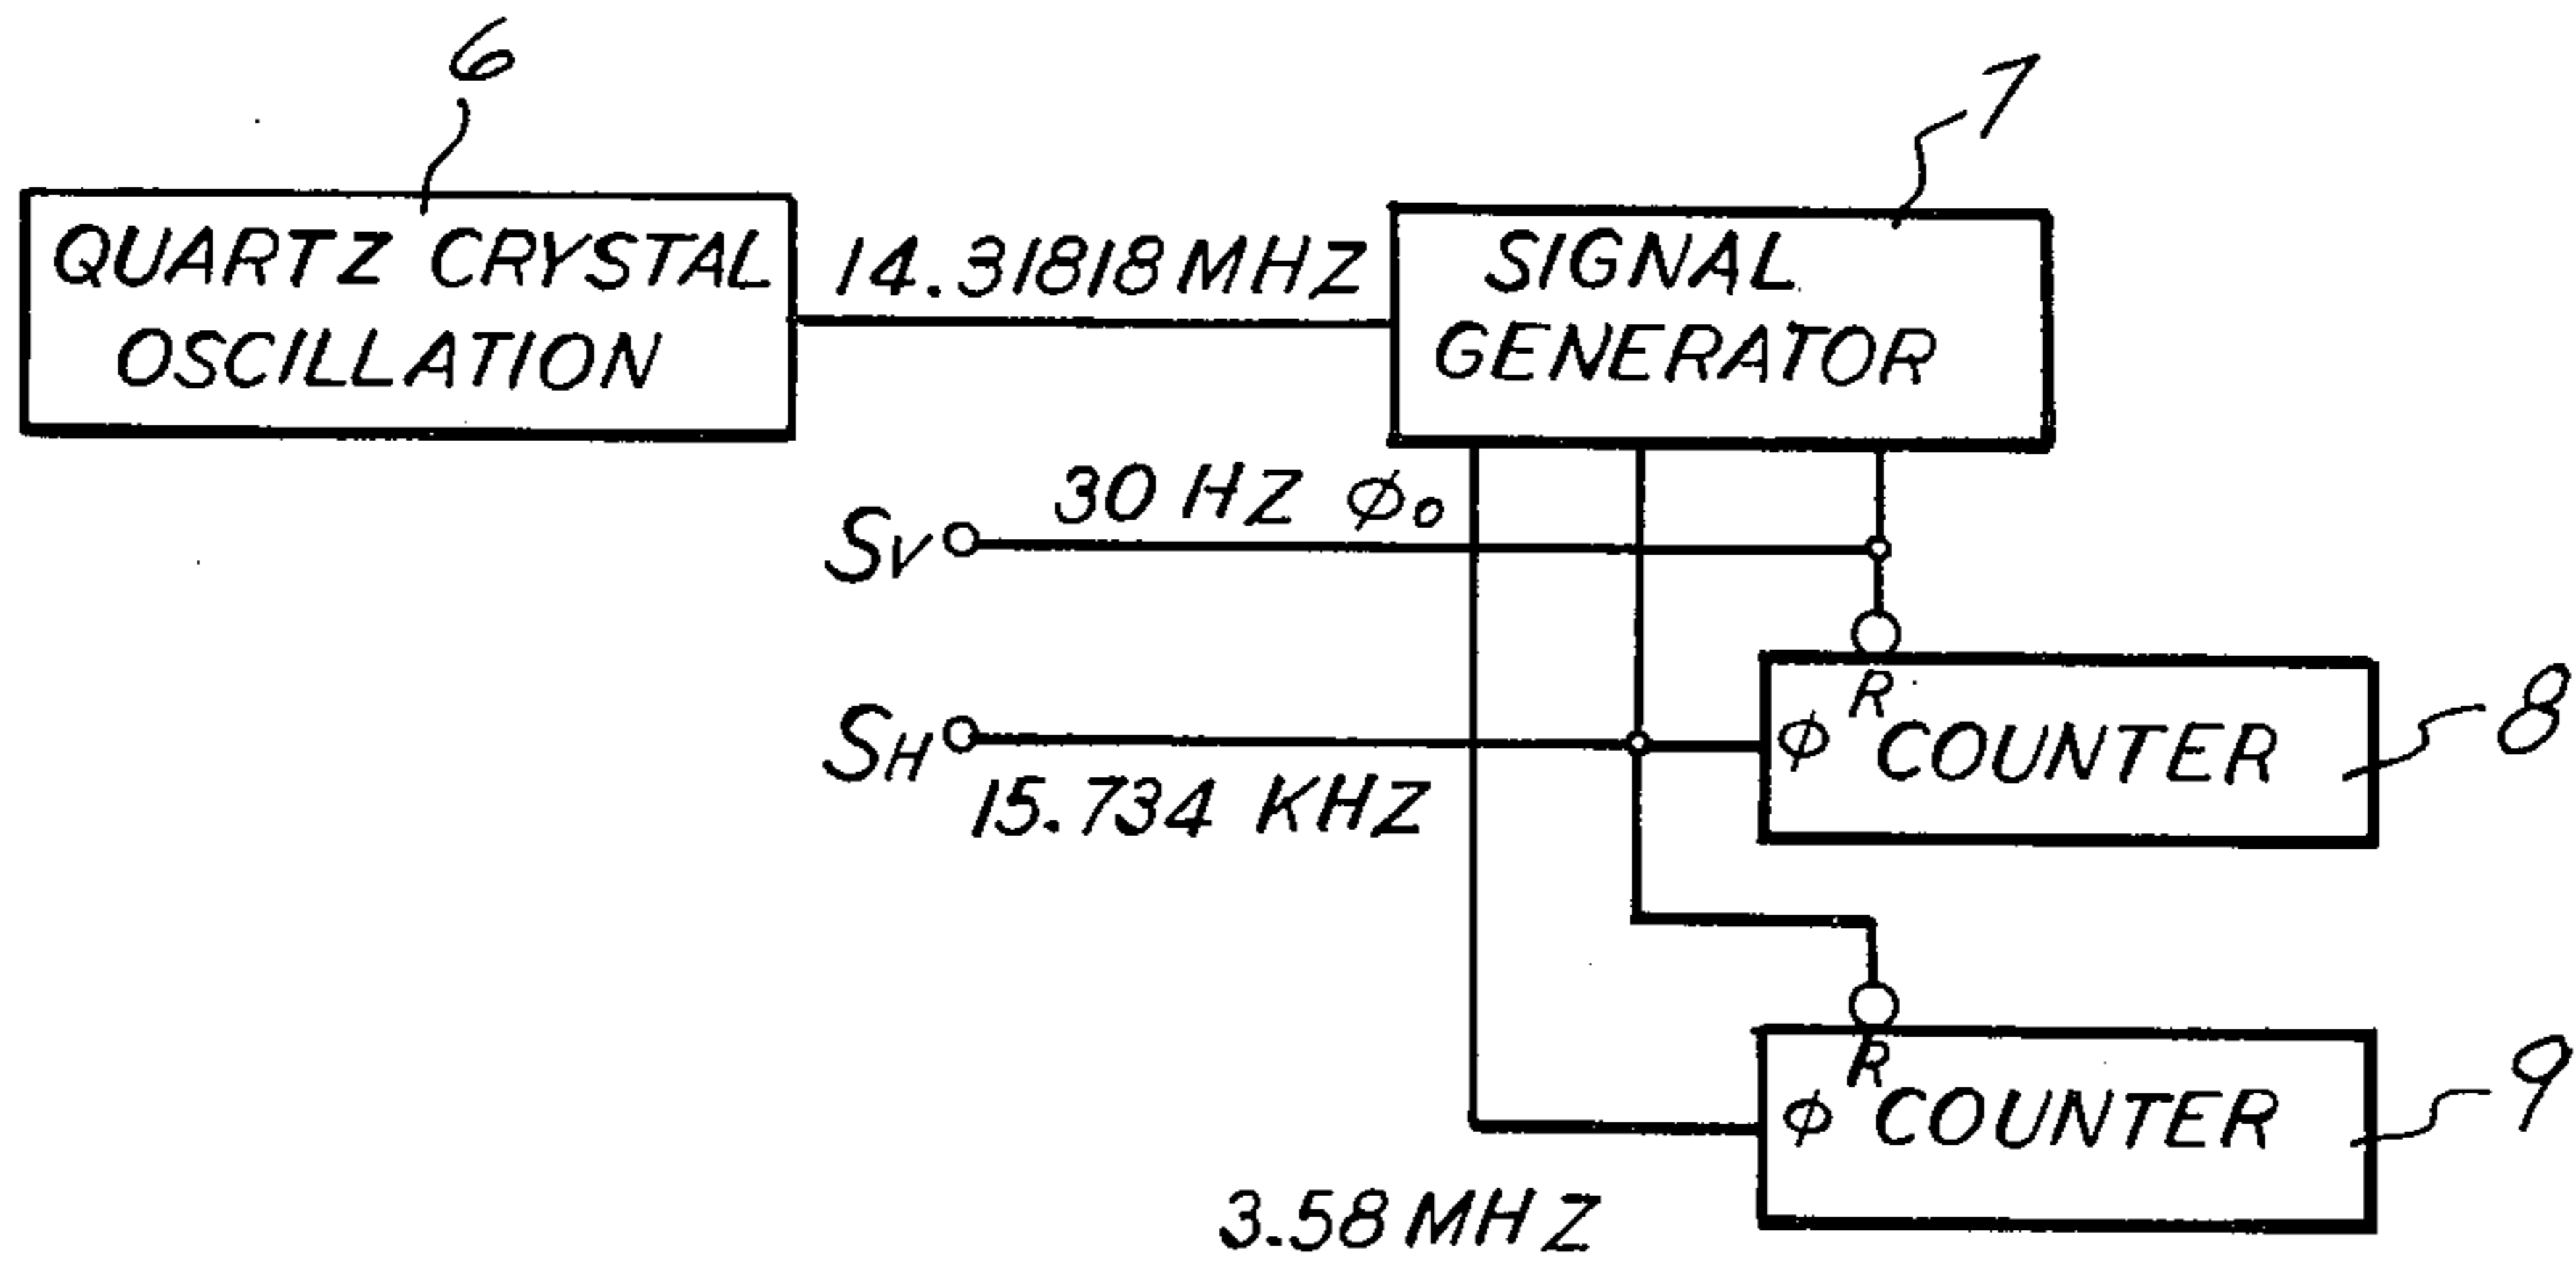 6
7
QUARTZ CRYSTAL
OSCILLATION
14.31818 MHZ
SIGNAL
GENERATOR
30 HZ ϕ0
SV
R
ϕ COUNTER
8
SH
15.734 KHZ
R
ϕ COUNTER
9
3.58 MHZ